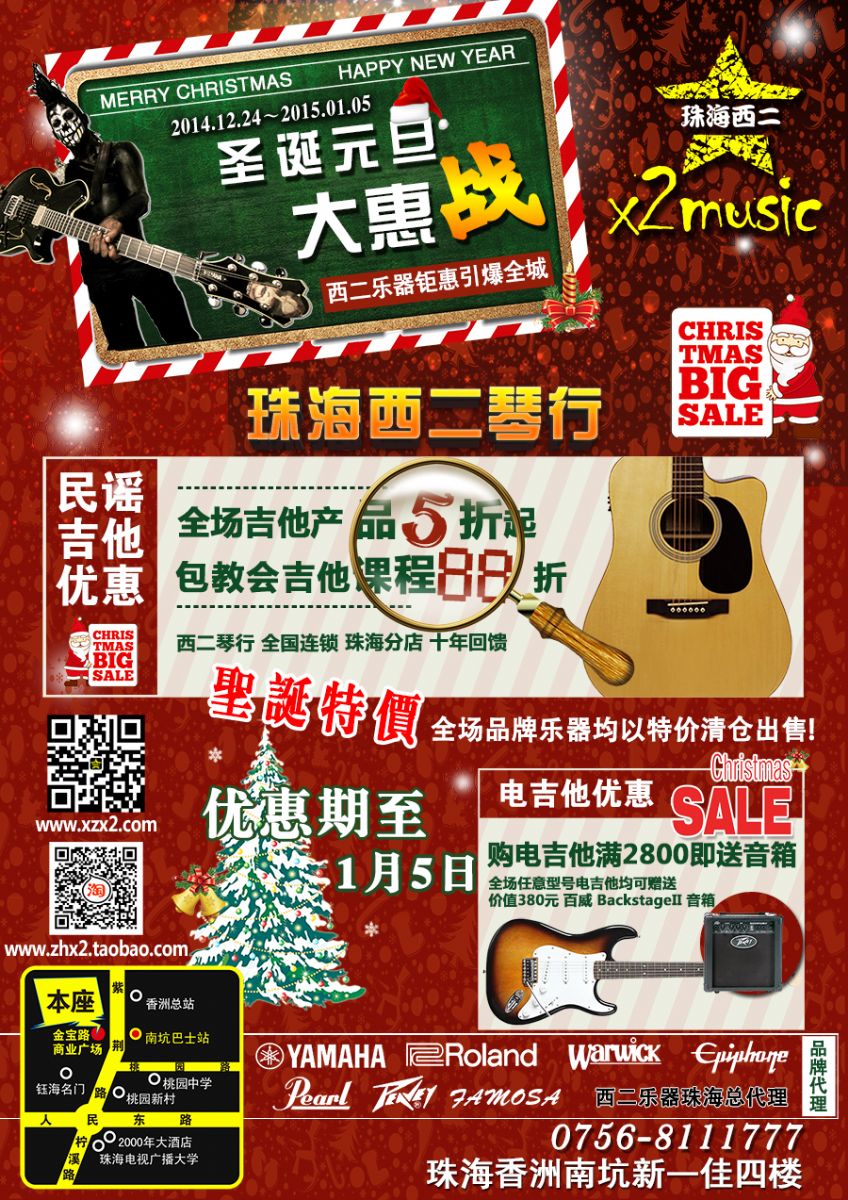 MERRY CHRISTMAS HAPPY NEW YEAR
2014.12.24～2015.01.05
圣诞元旦
大惠战
西二乐器钜惠引爆全城
珠海西二
x2music
CHRIS
TMAS
BIG
SALE
珠海西二琴行
民谣
吉他
优惠
CHRIS
TMAS
BIG
SALE
全场吉他产品5折起
包教会吉他课程88折
西二琴行 全国连锁 珠海分店 十年回馈
聖誕特價
全场品牌乐器均以特价清仓出售!
www.xzx2.com
淘
www.zhx2.taobao.com
优惠期至
1月5日
电吉他优惠
Christmas
SALE
购电吉他满2800即送音箱
全场任意型号电吉他均可赠送
价值380元 百威 BackstageII 音箱
PEAVEY
本座
金宝路
商业广场
紫荆路
香洲总站
南坑巴士站
桃园路
钰海名门
桃园中学
桃园新村
人民东路
柠溪路
2000年大酒店
珠海电视广播大学
YAMAHA Roland Warwick Epiphone
Pearl PEAVEY FAMOSA 西二乐器珠海总代理
品牌代理
0756-8111777
珠海香洲南坑新一佳四楼